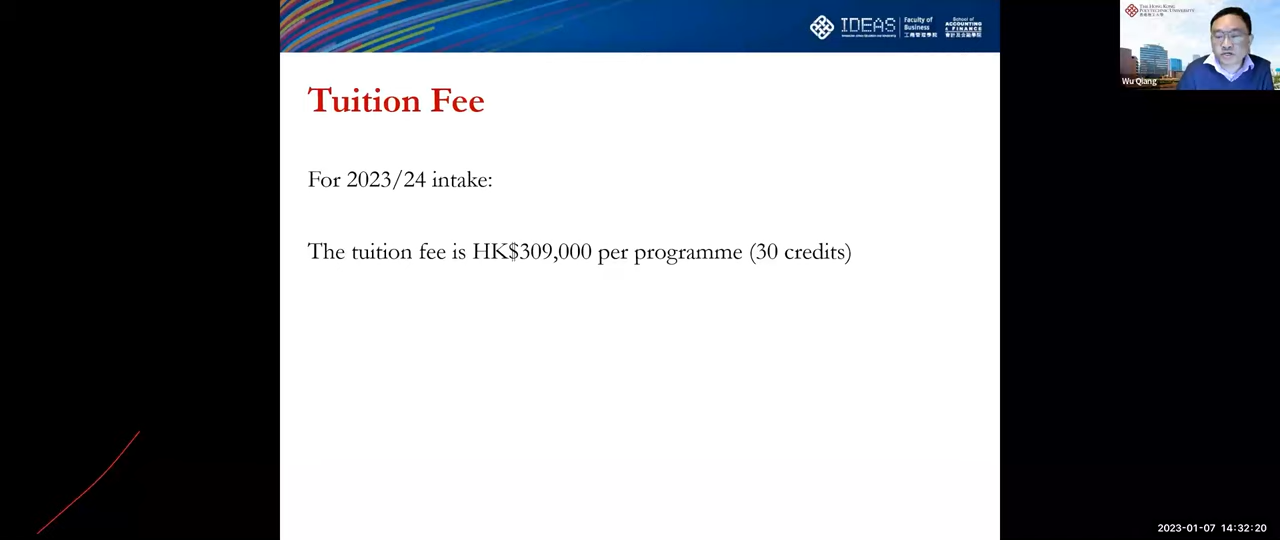 IDEAS
Faculty of
Business
工商管理學院
School of
ACCOUNTING
& FINANCE
會計及金融學院
THE HONG KONG
POLYTECHNIC UNIVERSITY
香港理工大學
Wu Qiang
Tuition Fee
For 2023/24 intake:
The tuition fee is HK$309,000 per programme (30 credits)
2023-01-07 14:32:20